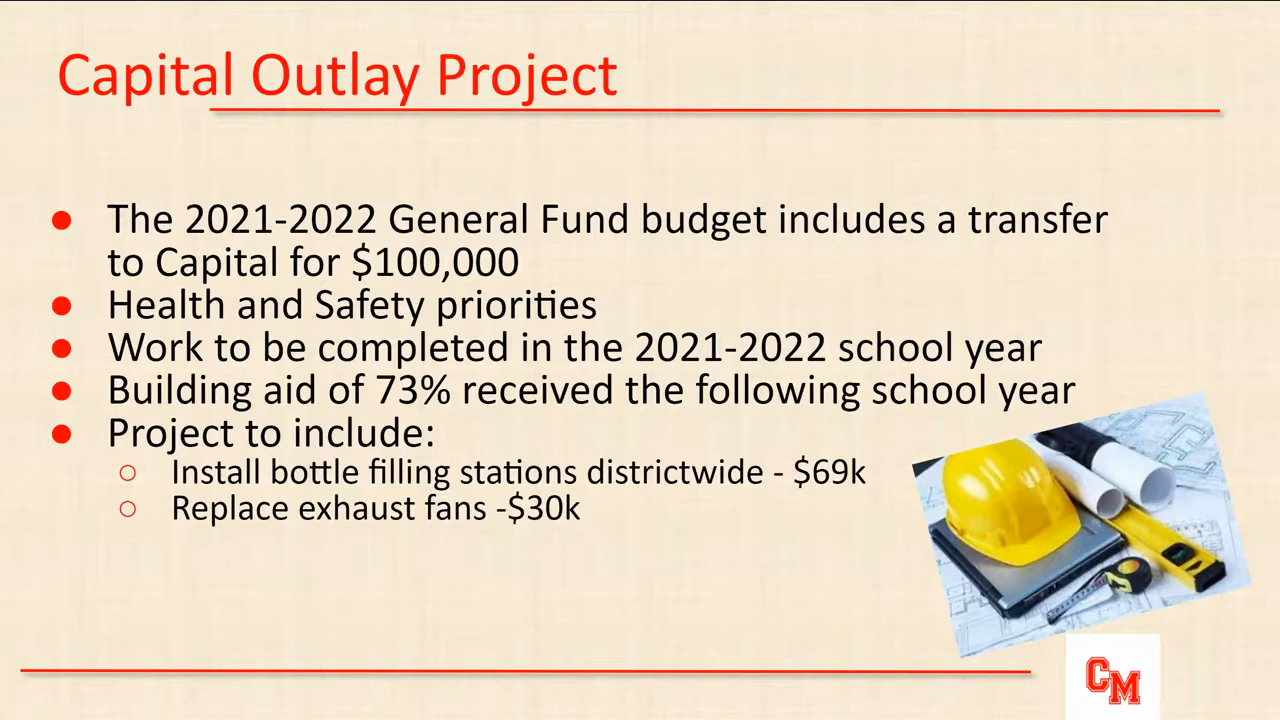 Capital Outlay Project
● The 2021-2022 General Fund budget includes a transfer
to Capital for $100,000
● Health and Safety priorities
● Work to be completed in the 2021-2022 school year
● Building aid of 73% received the following school year
● Project to include:
○ Install bottle filling stations districtwide - $69k
○ Replace exhaust fans -$30k
CM